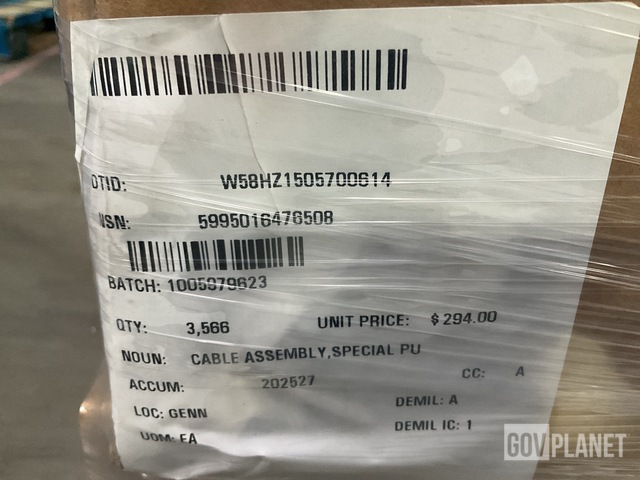 DTID: W58HZ1505700614
NSN: 5995016476508
BATCH: 1005879623
QTY: 3,566 UNIT PRICE: $294.00
NOUN: CABLE ASSEMBLY,SPECIAL PU
ACCUM: 202527 CC: A
LOC: GENN DEMIL: A
UOM: EA DEMIL IC: 1
GOVPLANET